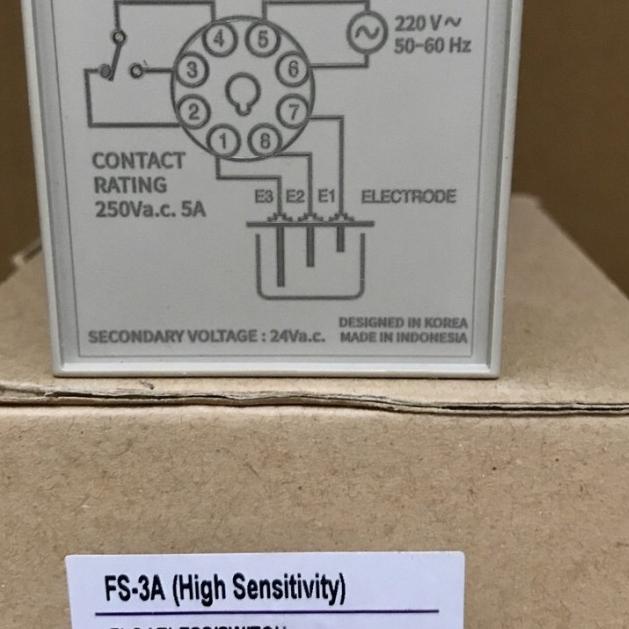 220 V~
50-60 Hz
4 5
3 6
2 7
1 8
CONTACT
RATING
250Va.c. 5A
E3 E2 E1 ELECTRODE
DESIGNED IN KOREA
SECONDARY VOLTAGE : 24Va.c. MADE IN INDONESIA
FS-3A (High Sensitivity)